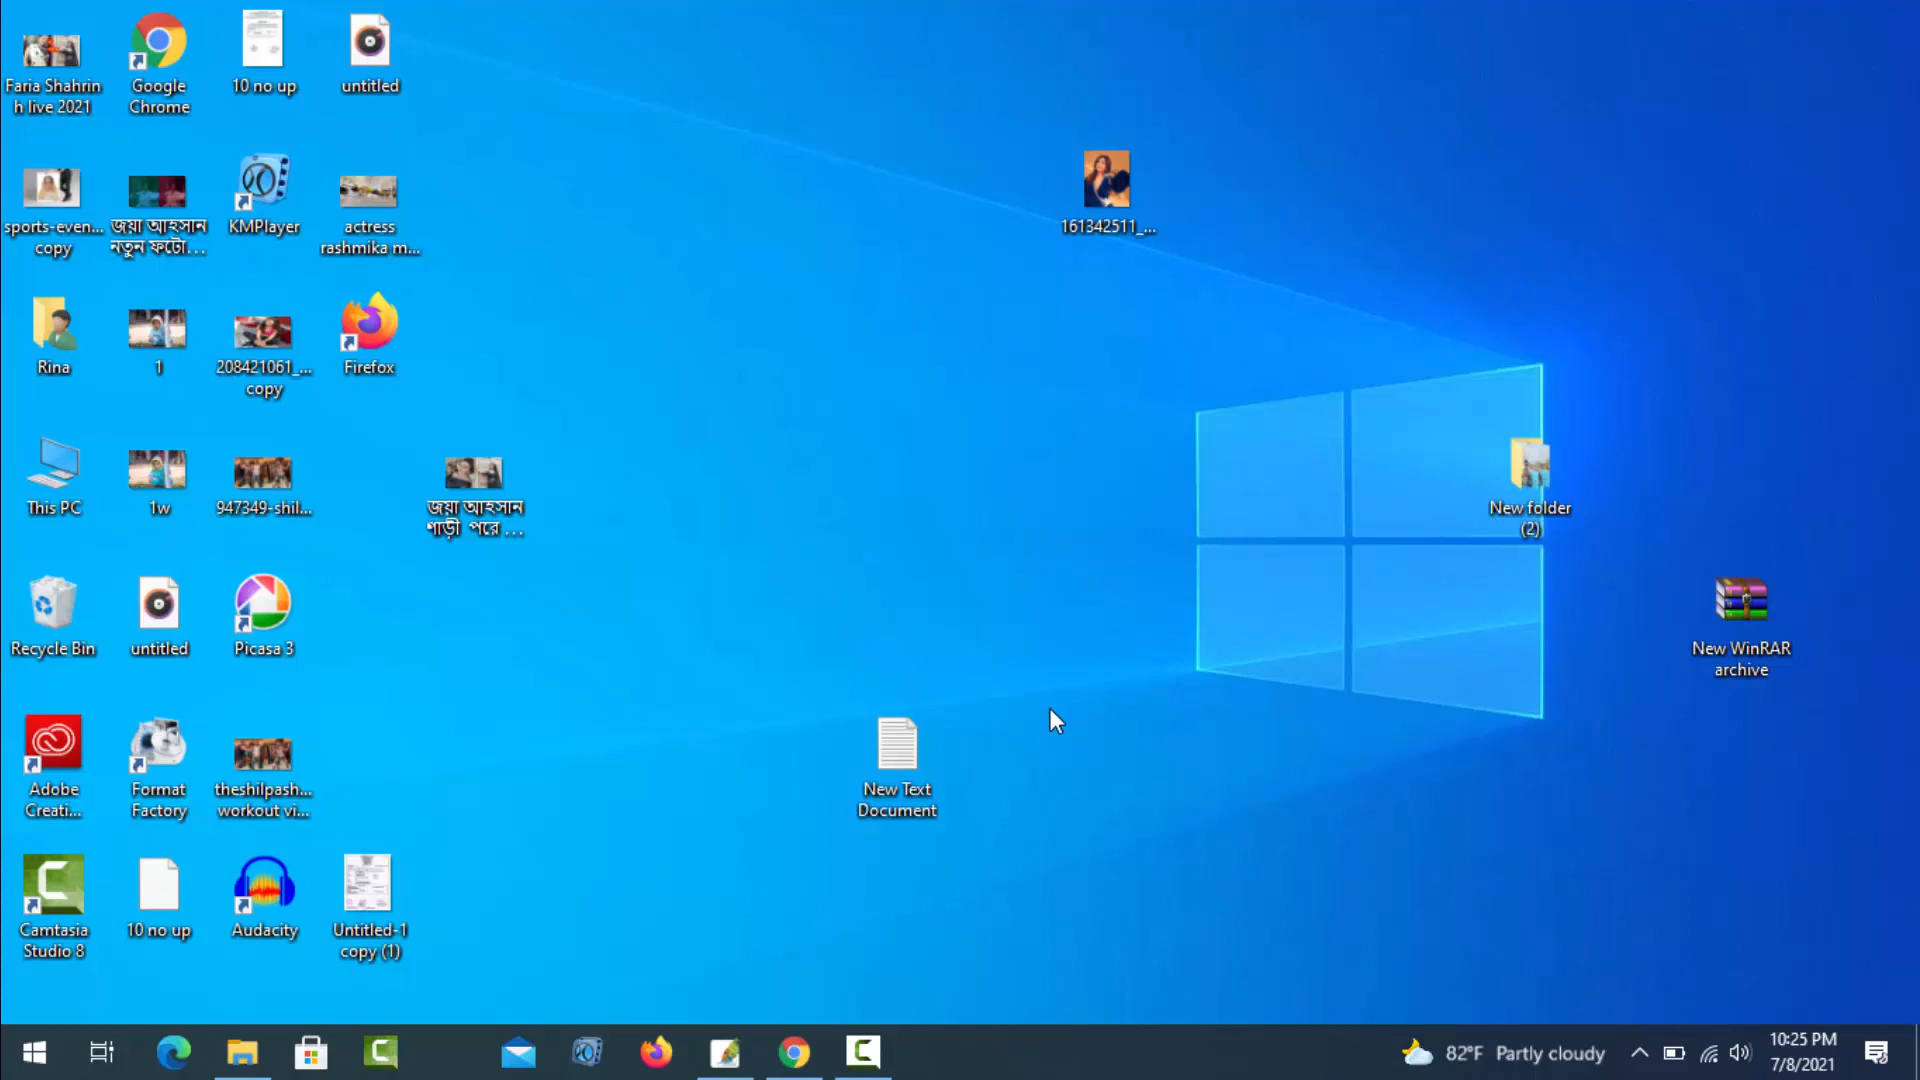 Faria Shahrin
h live 2021
Google
Chrome
10 no up
untitled
sports-even...
copy
জয়া আহসান
নতুন ফটো...
KMPlayer
actress
rashmika m...
161342511_...
Rina
1
208421061_...
copy
Firefox
This PC
1w
947349-shil...
জয়া আহসান
শাড়ী পরে ...
New folder
(2)
Recycle Bin
untitled
Picasa 3
New WinRAR
archive
Adobe
Creati...
Format
Factory
theshilpash...
workout vi...
New Text
Document
Camtasia
Studio 8
10 no up
Audacity
Untitled-1
copy (1)
82°F Partly cloudy
10:25 PM
7/8/2021